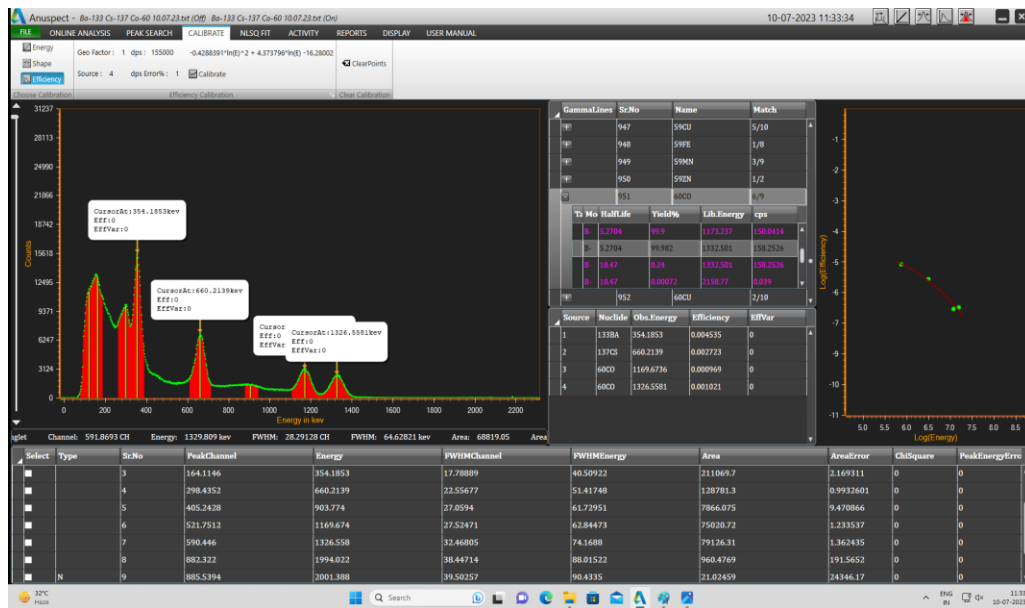 Anuspect - Ba-133 Cs-137 Co-60 10.07.23.txt (Off) Ba-133 Cs-137 Co-60 10.07.23.txt (On) 10-07-2023 11:33:34
FILE ONLINE ANALYSIS PEAK SEARCH CALIBRATE NLSQ FIT ACTIVITY REPORTS DISPLAY USER MANUAL
Energy Geo Factor : 1 dps : 155000 -0.4288391*ln(E)^2 + 4.373796*ln(E) -16.28002
Shape ClearPoints
Efficiency Source : 4 dps Error% : 1 Calibrate
Choose Calibration Efficiency Calibration Clear Calibration
31237
28113
24990
21866
18742
15618
12495
9371
6247
3124
0
Counts
CursorAt:354.1853kev
Eff:0
EffVar:0
CursorAt:660.2139kev
Eff:0
EffVar:0
Cursor
Eff:0
EffVar
CursorAt:1326.5581kev
Eff:0
EffVar:0
0 200 400 600 800 1000 1200 1400 1600 1800 2000 2200
Energy in kev
nglet Channel: 591.8693 CH Energy: 1329.809 kev FWHM: 28.29128 CH FWHM: 64.62821 kev Area: 68819.05 Area
GammaLines Sr.No Name Match
947 59CU 5/10
948 59FE 1/8
949 59MN 3/9
950 59ZN 1/2
951 60CO 6/9
Ta Mo HalfLife Yield% Lib.Energy cps
B- 5.2704 99.9 1173.237 150.0414
B- 5.2704 99.982 1332.501 158.2526
B- 10.47 0.24 1332.501 158.2526
B- 10.47 0.00072 2158.77 0.039
952 60CU 2/10
Source Nuclide Obs.Energy Efficiency EffVar
1 133BA 354.1853 0.004535 0
2 137CS 660.2139 0.002723 0
3 60CO 1169.6736 0.000969 0
4 60CO 1326.5581 0.001021 0
-1
-2
-3
-4
-5
-6
-7
-8
-9
-10
-11
Log(Efficiency)
5.0 5.5 6.0 6.5 7.0 7.5 8.0 8.5
Log(Energy)
Select Type Sr.No PeakChannel Energy FWHMChannel FWHMEnergy Area AreaError ChiSquare PeakEnergyErro
3 164.1146 354.1853 17.78889 40.50922 211069.7 2.169311 0 0
4 298.4352 660.2139 22.55677 51.41748 128781.3 0.9932601 0 0
5 405.2428 903.774 27.0594 61.72951 7866.075 9.470866 0 0
6 521.7512 1169.674 27.52471 62.84473 75020.72 1.233537 0 0
7 590.446 1326.558 32.46805 74.1688 79126.31 1.362435 0 0
8 882.322 1994.022 38.44714 88.01522 960.4769 191.5652 0 0
N 9 885.5394 2001.388 39.50257 90.4335 21.02459 24346.17 0 0
32°C
Haze
Search
ENG
IN
11:33
10-07-2023